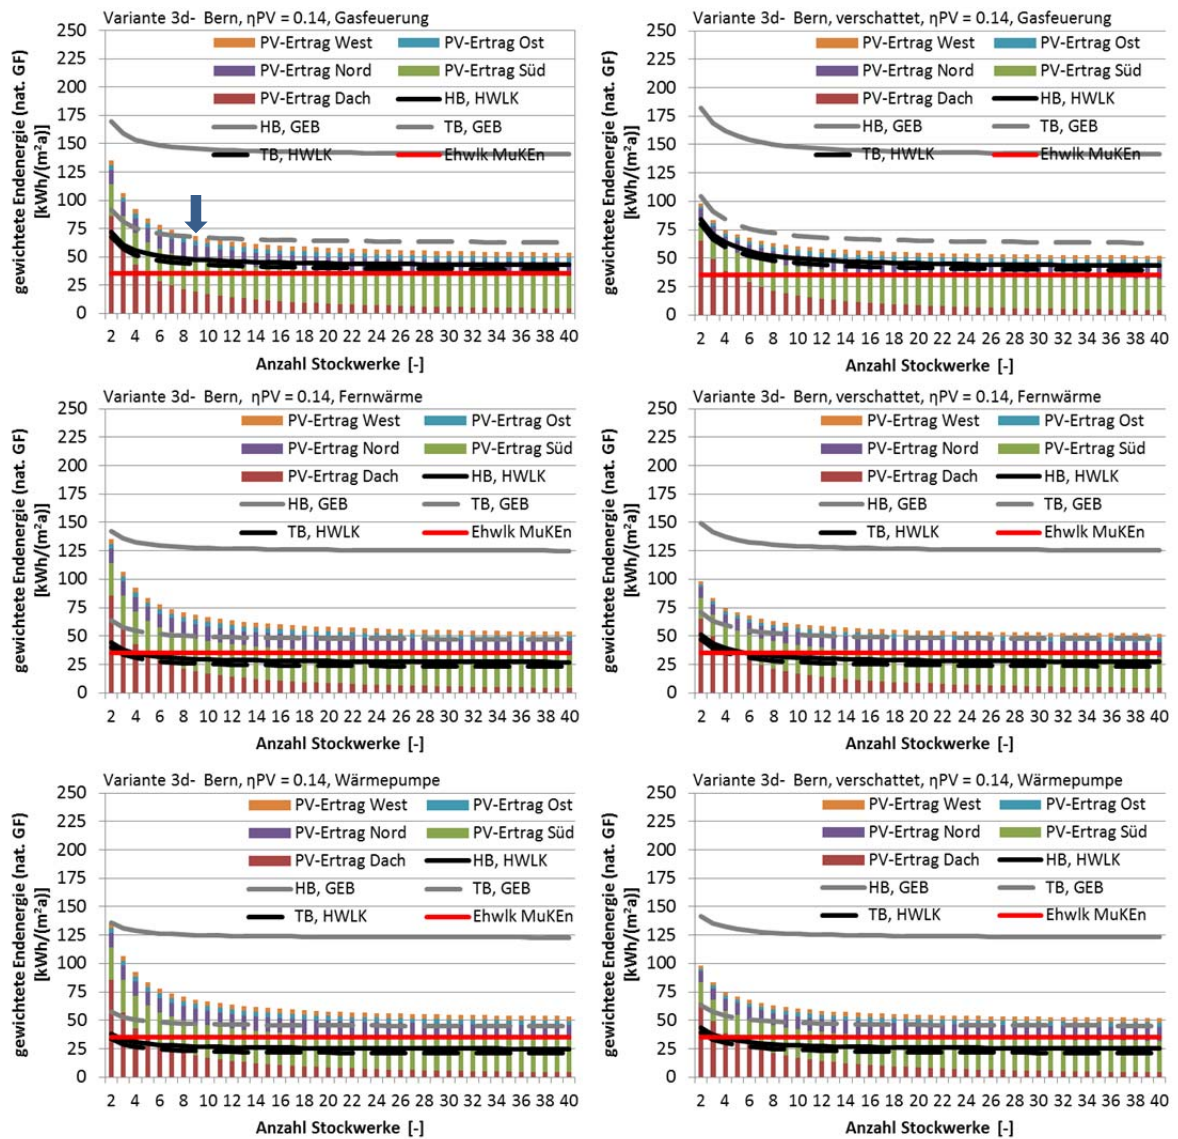 Variante 3d- Bern, ηPV = 0.14, Gasfeuerung
gewichtete Endenergie (nat. GF)
[kWh/(m²a)]
250
225
200
175
150
125
100
75
50
25
0
PV-Ertrag West
PV-Ertrag Ost
PV-Ertrag Nord
PV-Ertrag Süd
PV-Ertrag Dach
HB, HWLK
HB, GEB
TB, GEB
TB, HWLK
Ehwlk MuKEn
2 4 6 8 10 12 14 16 18 20 22 24 26 28 30 32 34 36 38 40
Anzahl Stockwerke [-]
Variante 3d- Bern, verschattet, ηPV = 0.14, Gasfeuerung
gewichtete Endenergie (nat. GF)
[kWh/(m²a)]
250
225
200
175
150
125
100
75
50
25
0
PV-Ertrag West
PV-Ertrag Ost
PV-Ertrag Nord
PV-Ertrag Süd
PV-Ertrag Dach
HB, HWLK
HB, GEB
TB, GEB
TB, HWLK
Ehwlk MuKEn
2 4 6 8 10 12 14 16 18 20 22 24 26 28 30 32 34 36 38 40
Anzahl Stockwerke [-]
Variante 3d- Bern, ηPV = 0.14, Fernwärme
gewichtete Endenergie (nat. GF)
[kWh/(m²a)]
250
225
200
175
150
125
100
75
50
25
0
PV-Ertrag West
PV-Ertrag Ost
PV-Ertrag Nord
PV-Ertrag Süd
PV-Ertrag Dach
HB, HWLK
HB, GEB
TB, GEB
TB, HWLK
Ehwlk MuKEn
2 4 6 8 10 12 14 16 18 20 22 24 26 28 30 32 34 36 38 40
Anzahl Stockwerke [-]
Variante 3d- Bern, verschattet, ηPV = 0.14, Fernwärme
gewichtete Endenergie (nat. GF)
[kWh/(m²a)]
250
225
200
175
150
125
100
75
50
25
0
PV-Ertrag West
PV-Ertrag Ost
PV-Ertrag Nord
PV-Ertrag Süd
PV-Ertrag Dach
HB, HWLK
HB, GEB
TB, GEB
TB, HWLK
Ehwlk MuKEn
2 4 6 8 10 12 14 16 18 20 22 24 26 28 30 32 34 36 38 40
Anzahl Stockwerke [-]
Variante 3d- Bern, ηPV = 0.14, Wärmepumpe
gewichtete Endenergie (nat. GF)
[kWh/(m²a)]
250
225
200
175
150
125
100
75
50
25
0
PV-Ertrag West
PV-Ertrag Ost
PV-Ertrag Nord
PV-Ertrag Süd
PV-Ertrag Dach
HB, HWLK
HB, GEB
TB, GEB
TB, HWLK
Ehwlk MuKEn
2 4 6 8 10 12 14 16 18 20 22 24 26 28 30 32 34 36 38 40
Anzahl Stockwerke [-]
Variante 3d- Bern, verschattet, ηPV = 0.14, Wärmepumpe
gewichtete Endenergie (nat. GF)
[kWh/(m²a)]
250
225
200
175
150
125
100
75
50
25
0
PV-Ertrag West
PV-Ertrag Ost
PV-Ertrag Nord
PV-Ertrag Süd
PV-Ertrag Dach
HB, HWLK
HB, GEB
TB, GEB
TB, HWLK
Ehwlk MuKEn
2 4 6 8 10 12 14 16 18 20 22 24 26 28 30 32 34 36 38 40
Anzahl Stockwerke [-]